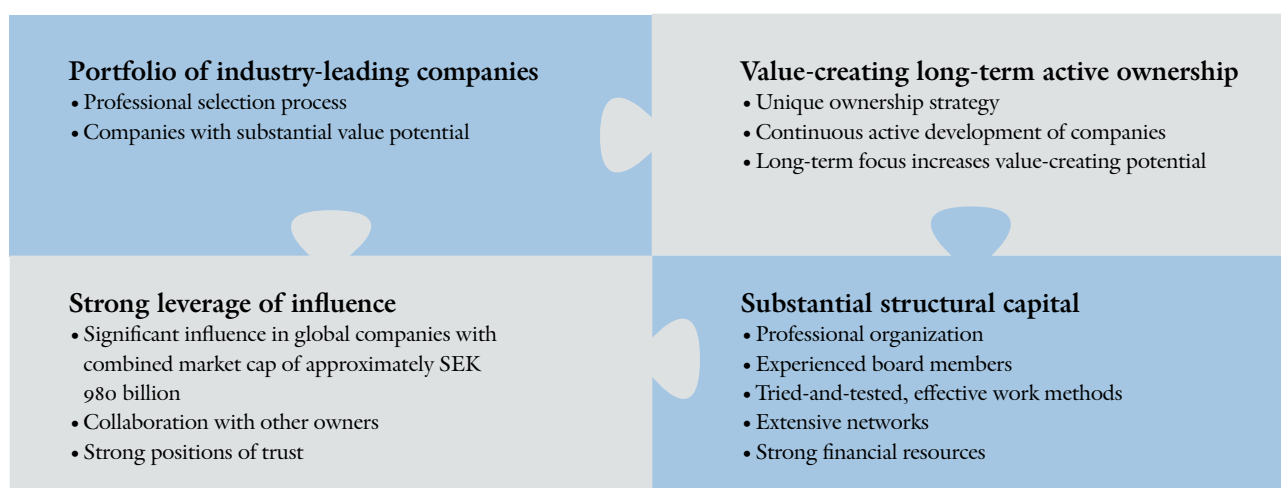 Portfolio of industry-leading companies
• Professional selection process
• Companies with substantial value potential
Value-creating long-term active ownership
• Unique ownership strategy
• Continuous active development of companies
• Long-term focus increases value-creating potential
Strong leverage of influence
• Significant influence in global companies with
combined market cap of approximately SEK
980 billion
• Collaboration with other owners
• Strong positions of trust
Substantial structural capital
• Professional organization
• Experienced board members
• Tried-and-tested, effective work methods
• Extensive networks
• Strong financial resources